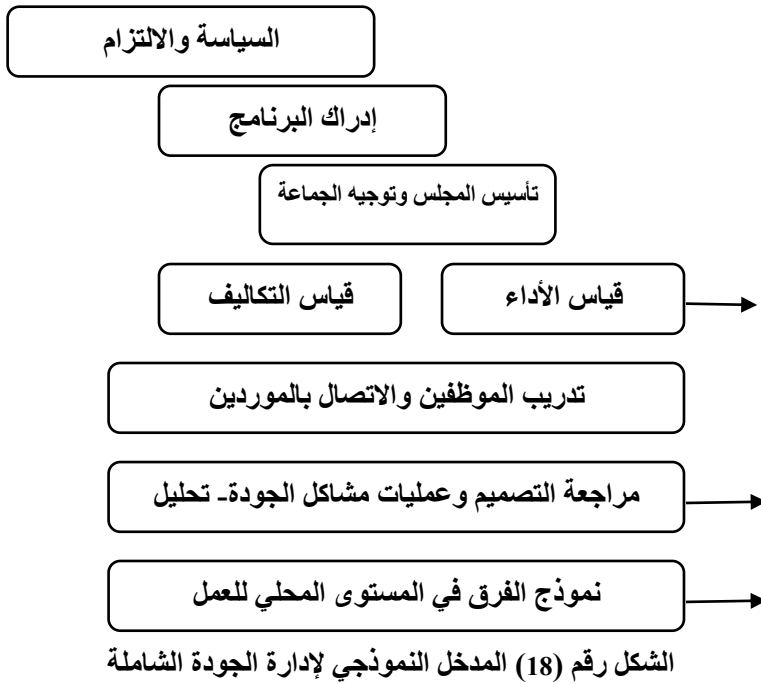 السياسة والالتزام
إدراك البرنامج
تأسيس المجلس وتوجيه الجماعة
قياس الأداء
قياس التكاليف
تدريب الموظفين والاتصال بالموردين
مراجعة التصميم وعمليات مشاكل الجودة- تحليل
نموذج الفرق في المستوى المحلي للعمل
الشكل رقم (18) المدخل النموذجي لإدارة الجودة الشاملة